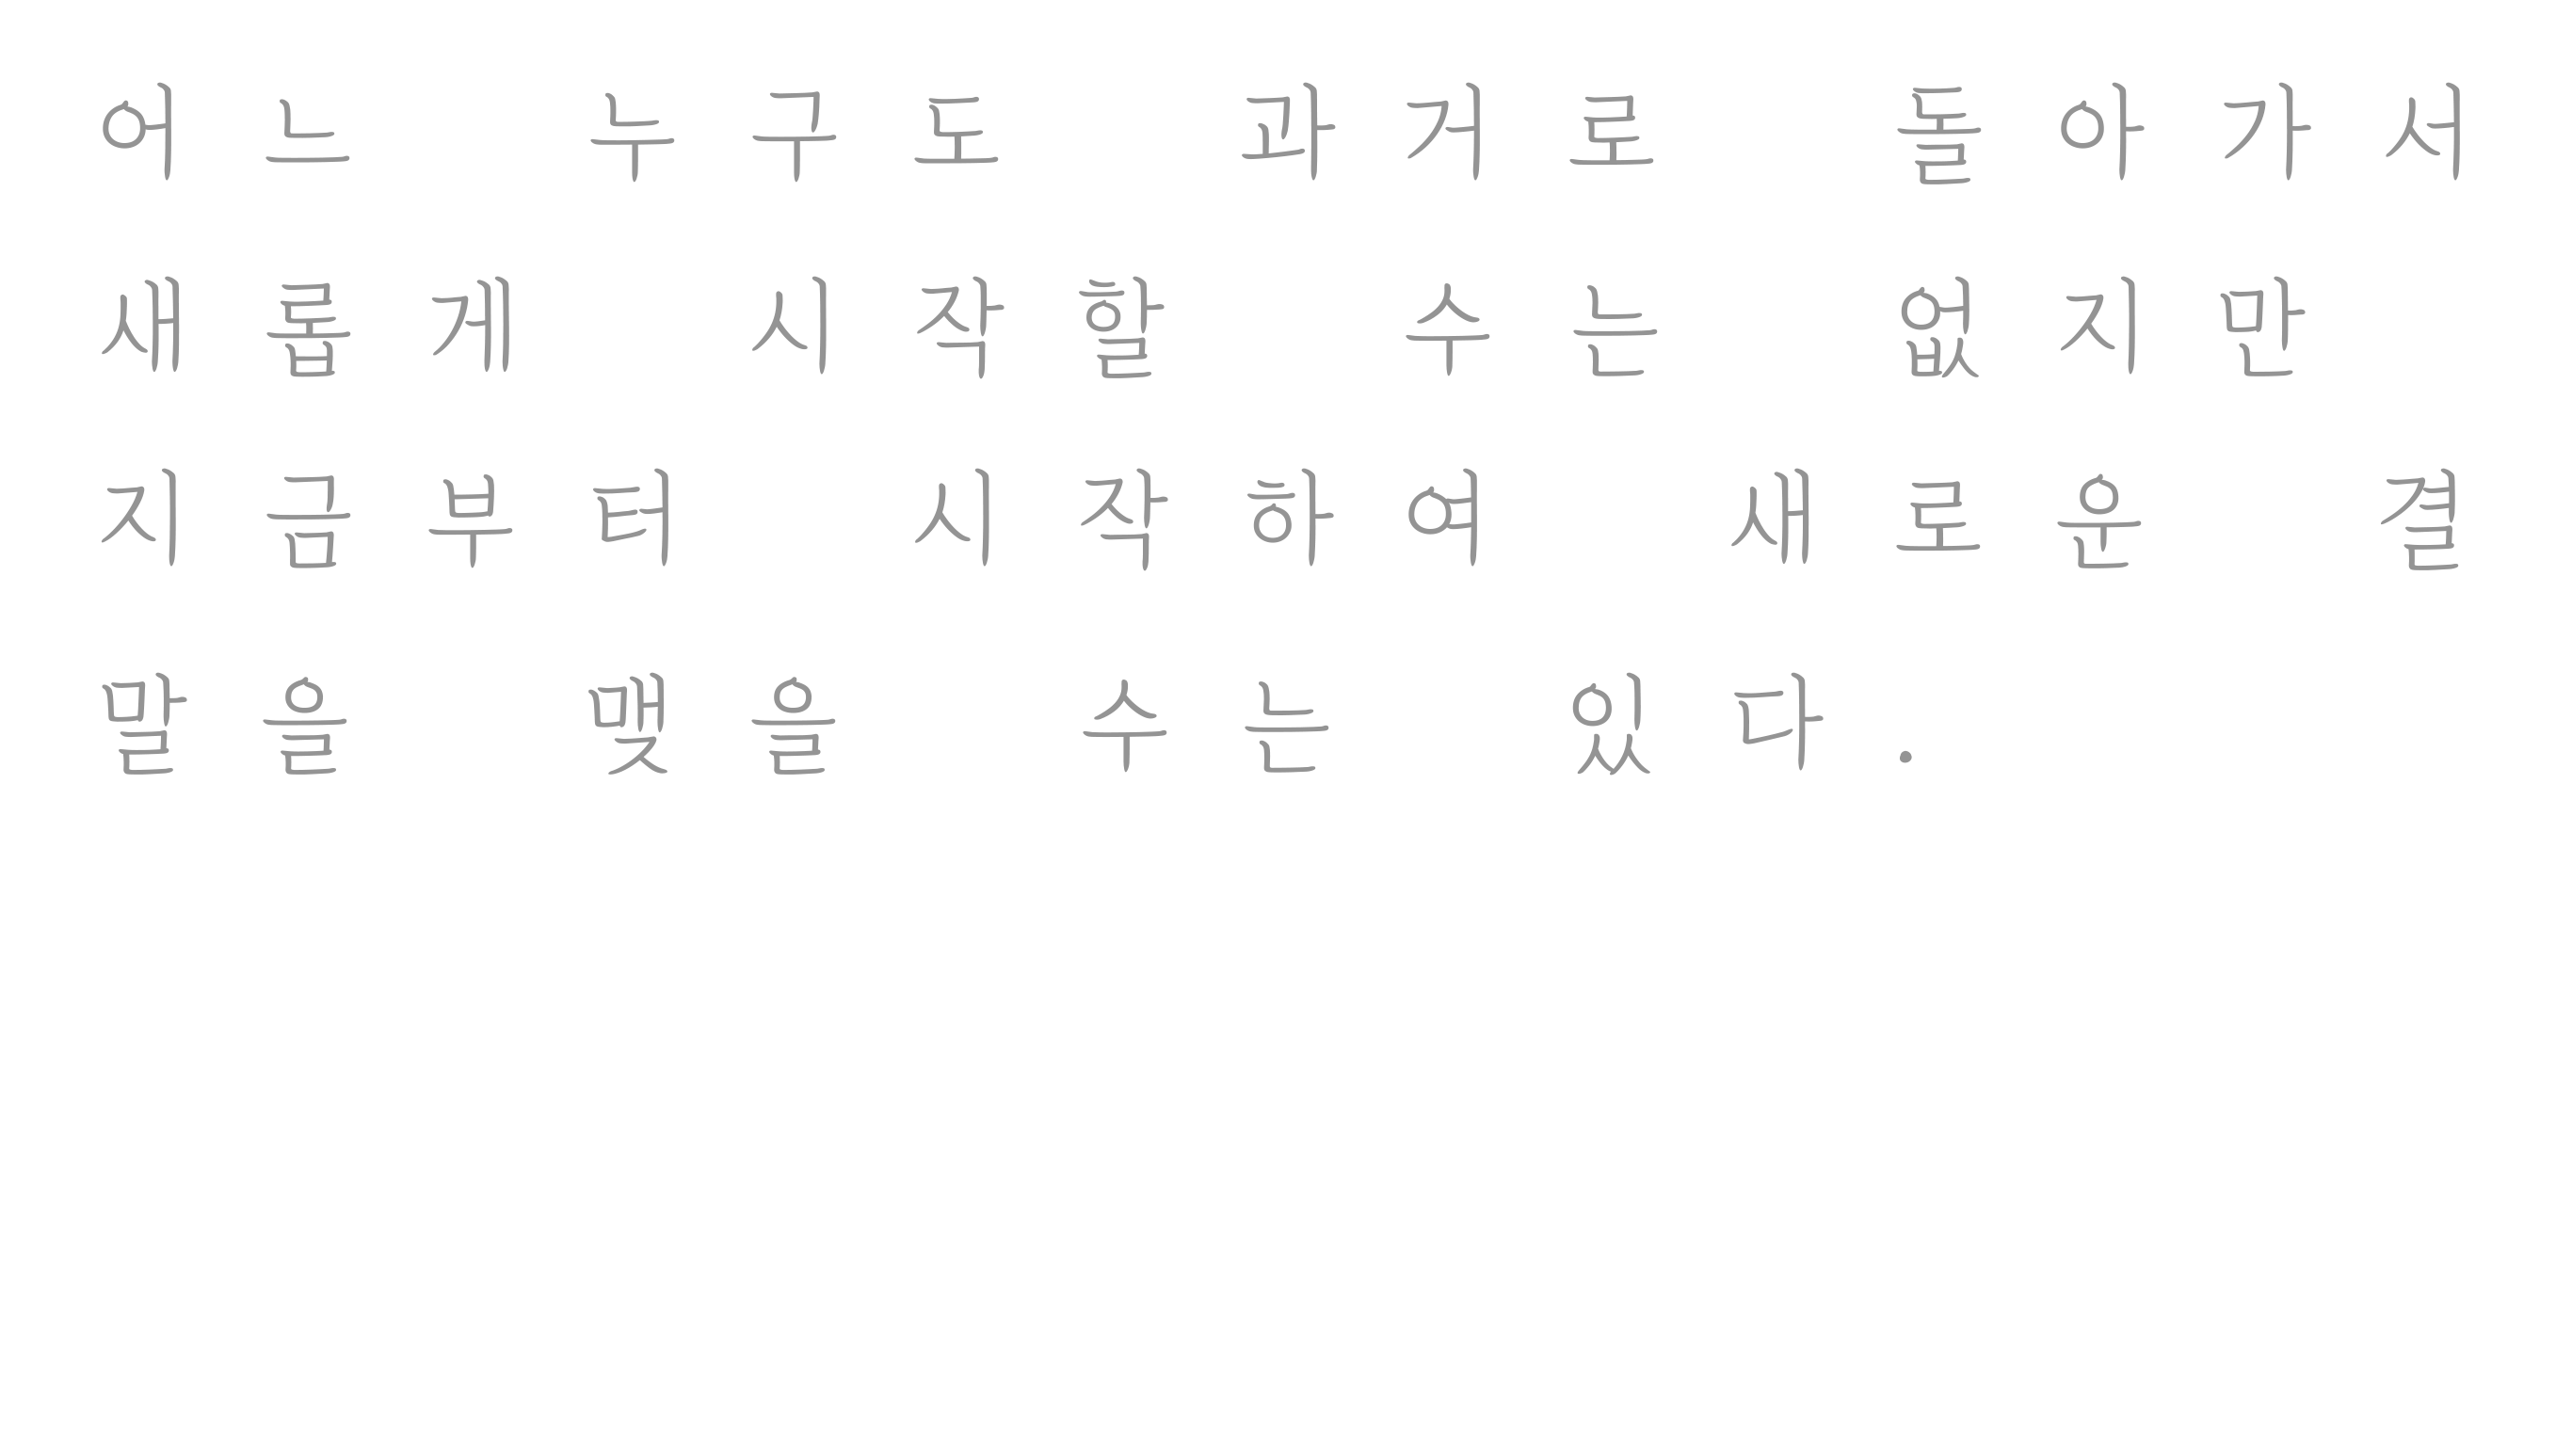 어느 누구도 과거로 돌아가서
새롭게 시작할 수는 없지만
지금부터 시작하여 새로운 결
말을 맺을 수는 있다.